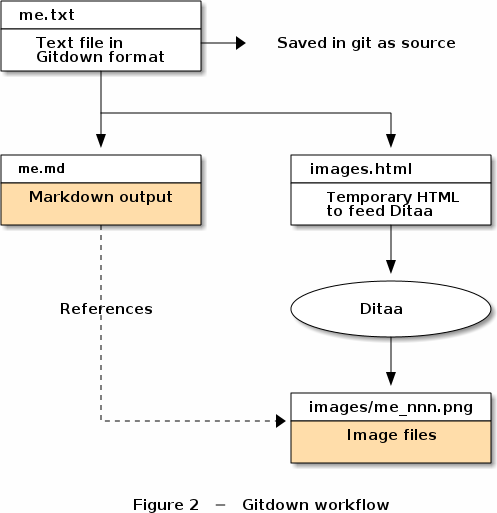 me.txt
Text file in
Gitdown format
Saved in git as source
me.md
Markdown output
images.html
Temporary HTML
to feed Ditaa
References
Ditaa
images/me_nnn.png
Image files
Figure 2 – Gitdown workflow